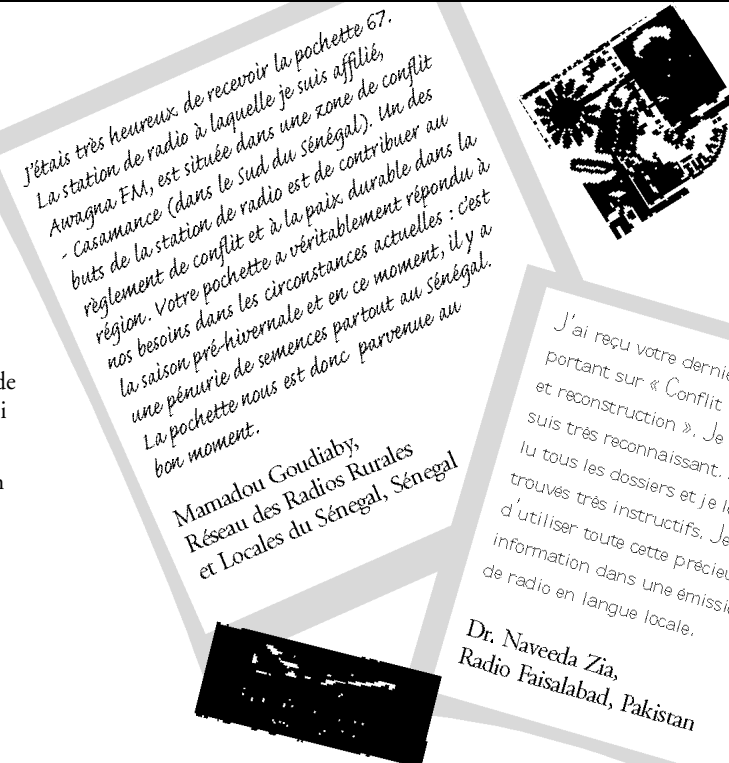 J'étais très heureux de recevoir la pochette 67.
La station de radio à laquelle je suis affilié,
Awagna FM, est située dans une zone de conflit
- Casamance (dans le Sud du Sénégal). Un des
buts de la station de radio est de contribuer au
règlement de conflit et à la paix durable dans la
région. Votre pochette a véritablement répondu à
nos besoins dans les circonstances actuelles : c'est
la saison pré-hivernale et en ce moment, il y a
une pénurie de semences partout au Sénégal.
La pochette nous est donc parvenue au
bon moment.
Mamadou Goudiaby,
Réseau des Radios Rurales
et Locales du Sénegal, Sénegal
J'ai reçu votre
portant sur « Conflit
et reconstruction ». Je
suis très reconnaissant.
lu tous les dossiers et je
trouvés très instructifs. Je
d'utiliser toute cette
information dans une
de radio en langue locale.
Dr. Naveeda Zia,
Radio Faisalabad, Pakistan